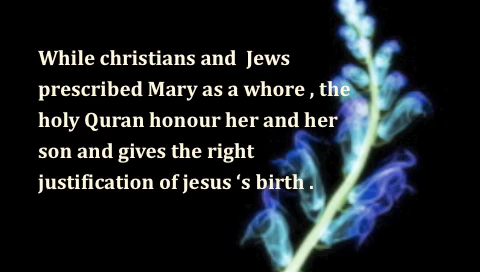 While christians and  Jews
prescribed Mary as a whore , the
holy Quran honour her and her
son and gives the right
justification of jesus ‘s birth .